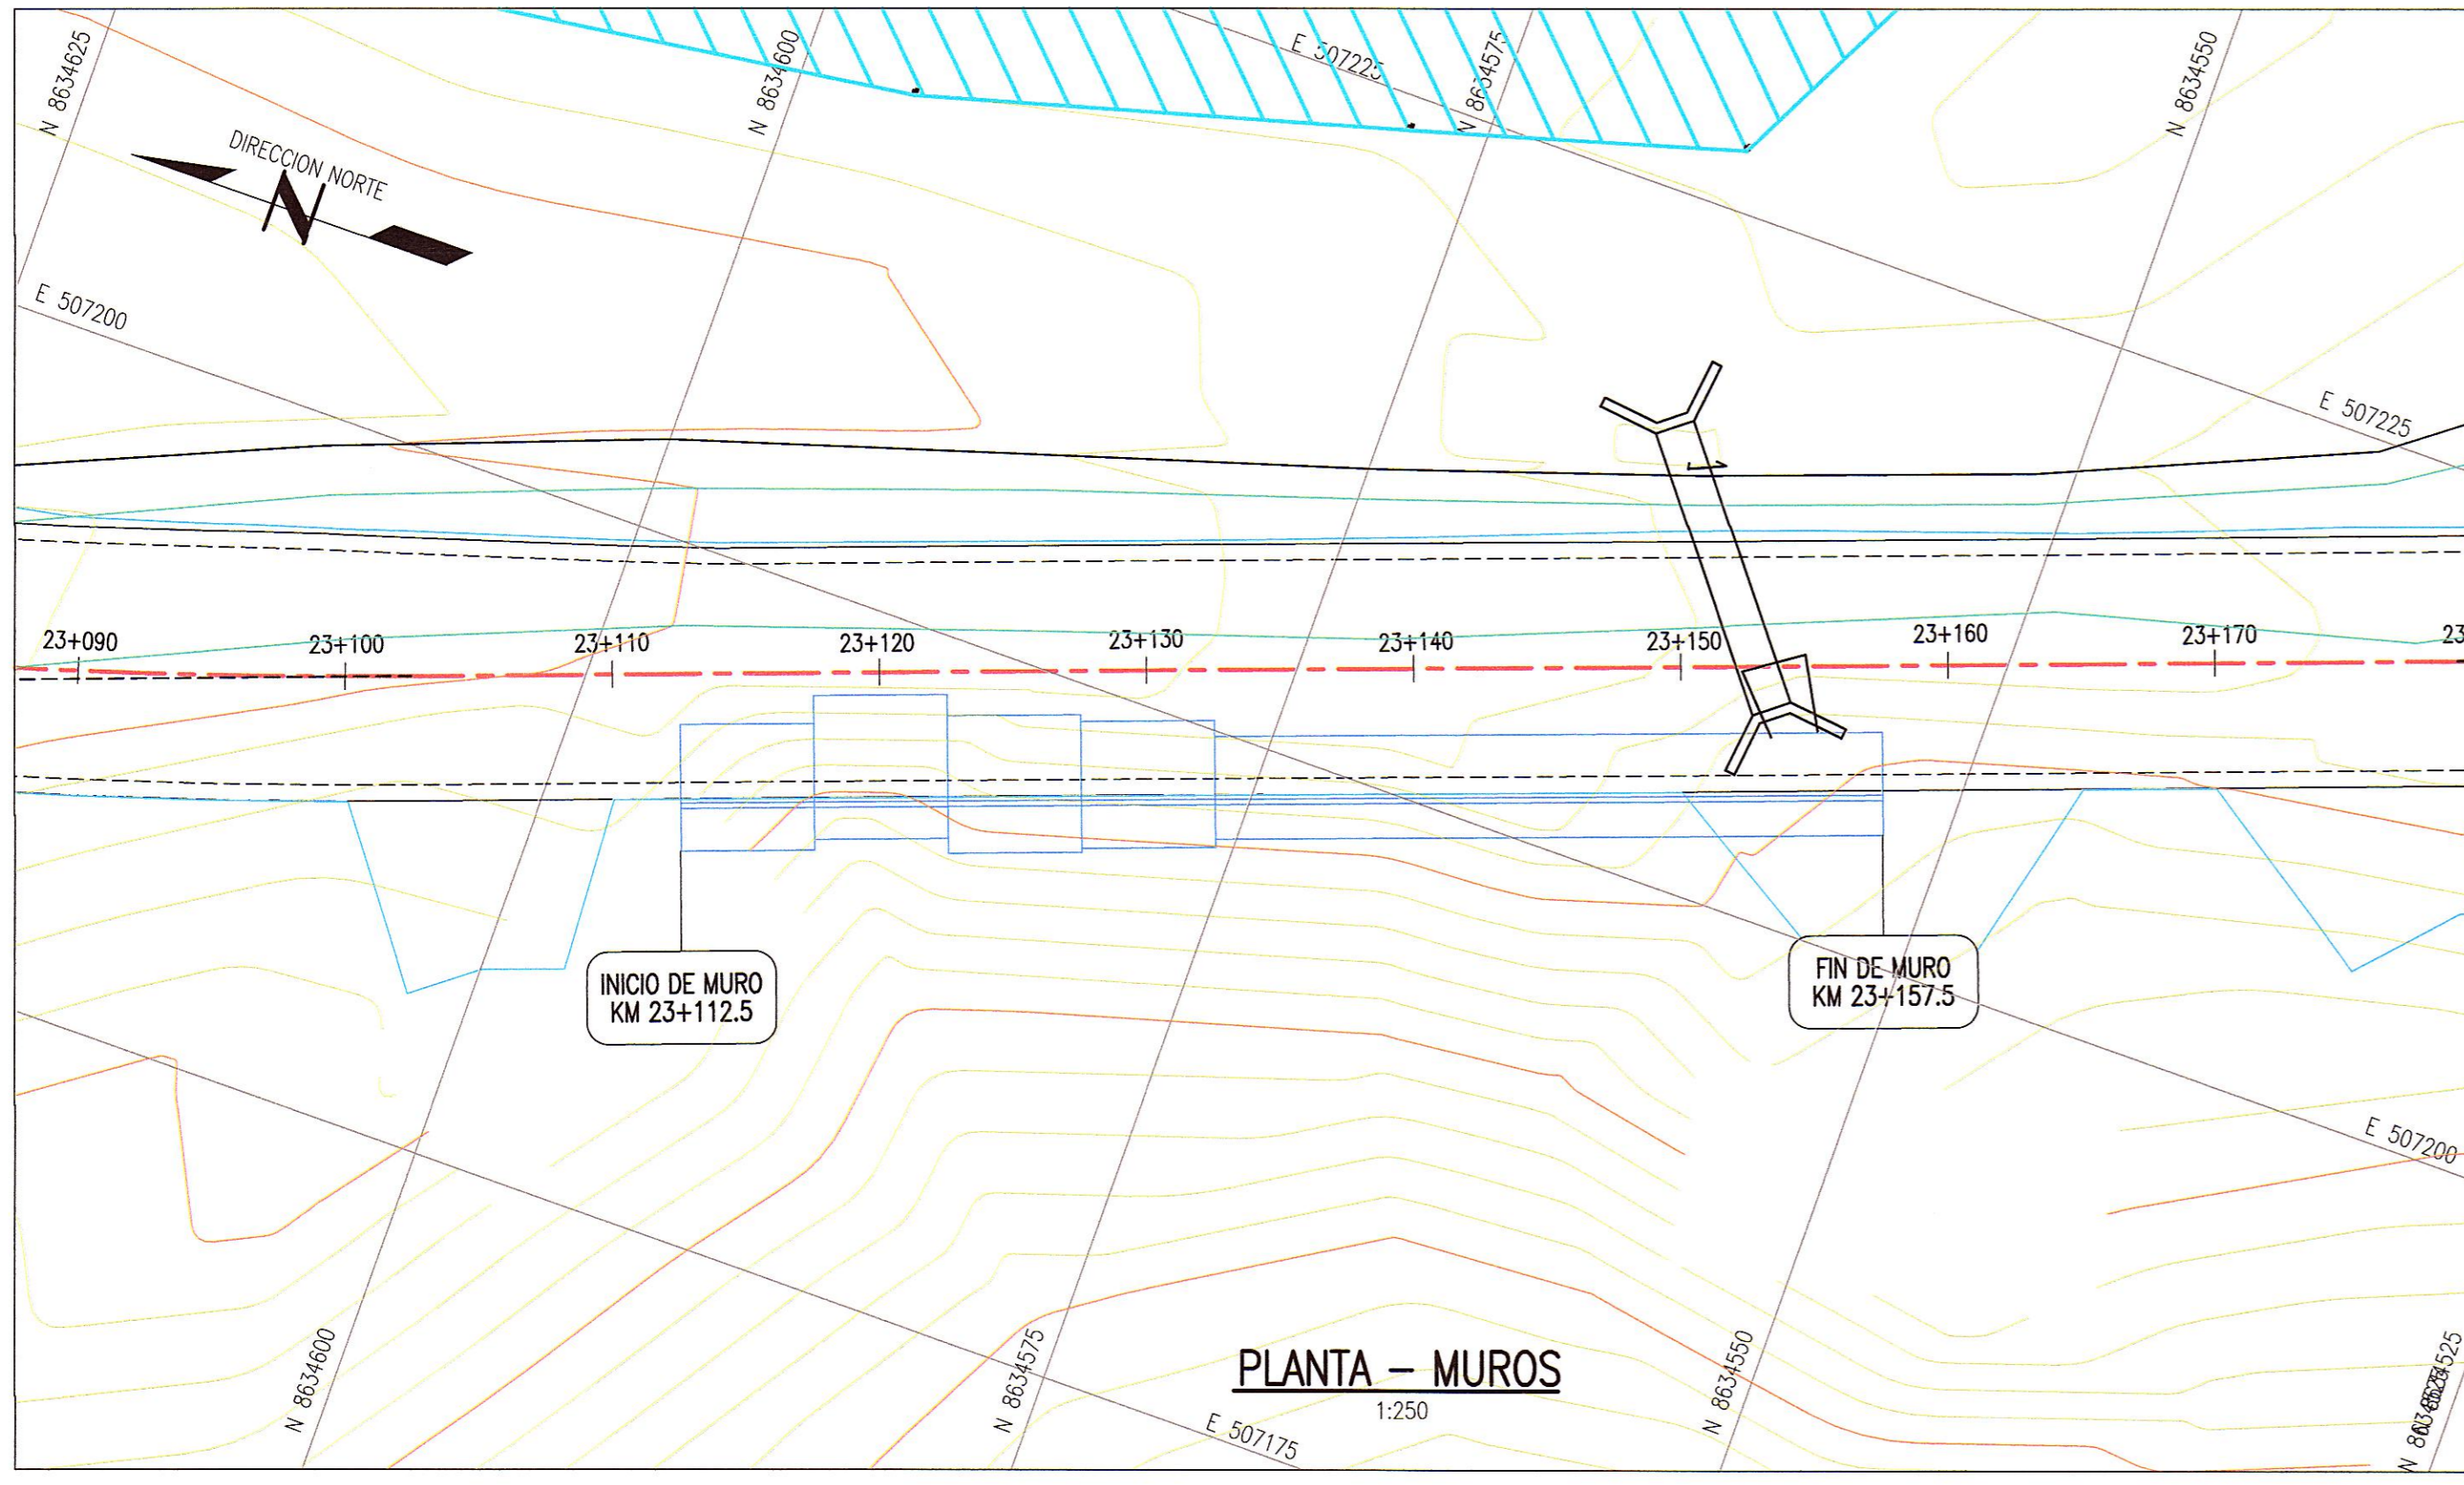 N 8634625
N 8634600
E 507225
N 8634575
N 8634550
DIRECCION NORTE
N
E 507200
E 507225
23+090
23+100
23+110
23+120
23+130
23+140
23+150
23+160
23+170
23
INICIO DE MURO
KM 23+112.5
FIN DE MURO
KM 23+157.5
E 507200
N 8634600
N 8634575
N 8634550
PLANTA – MUROS
1:250
E 507175